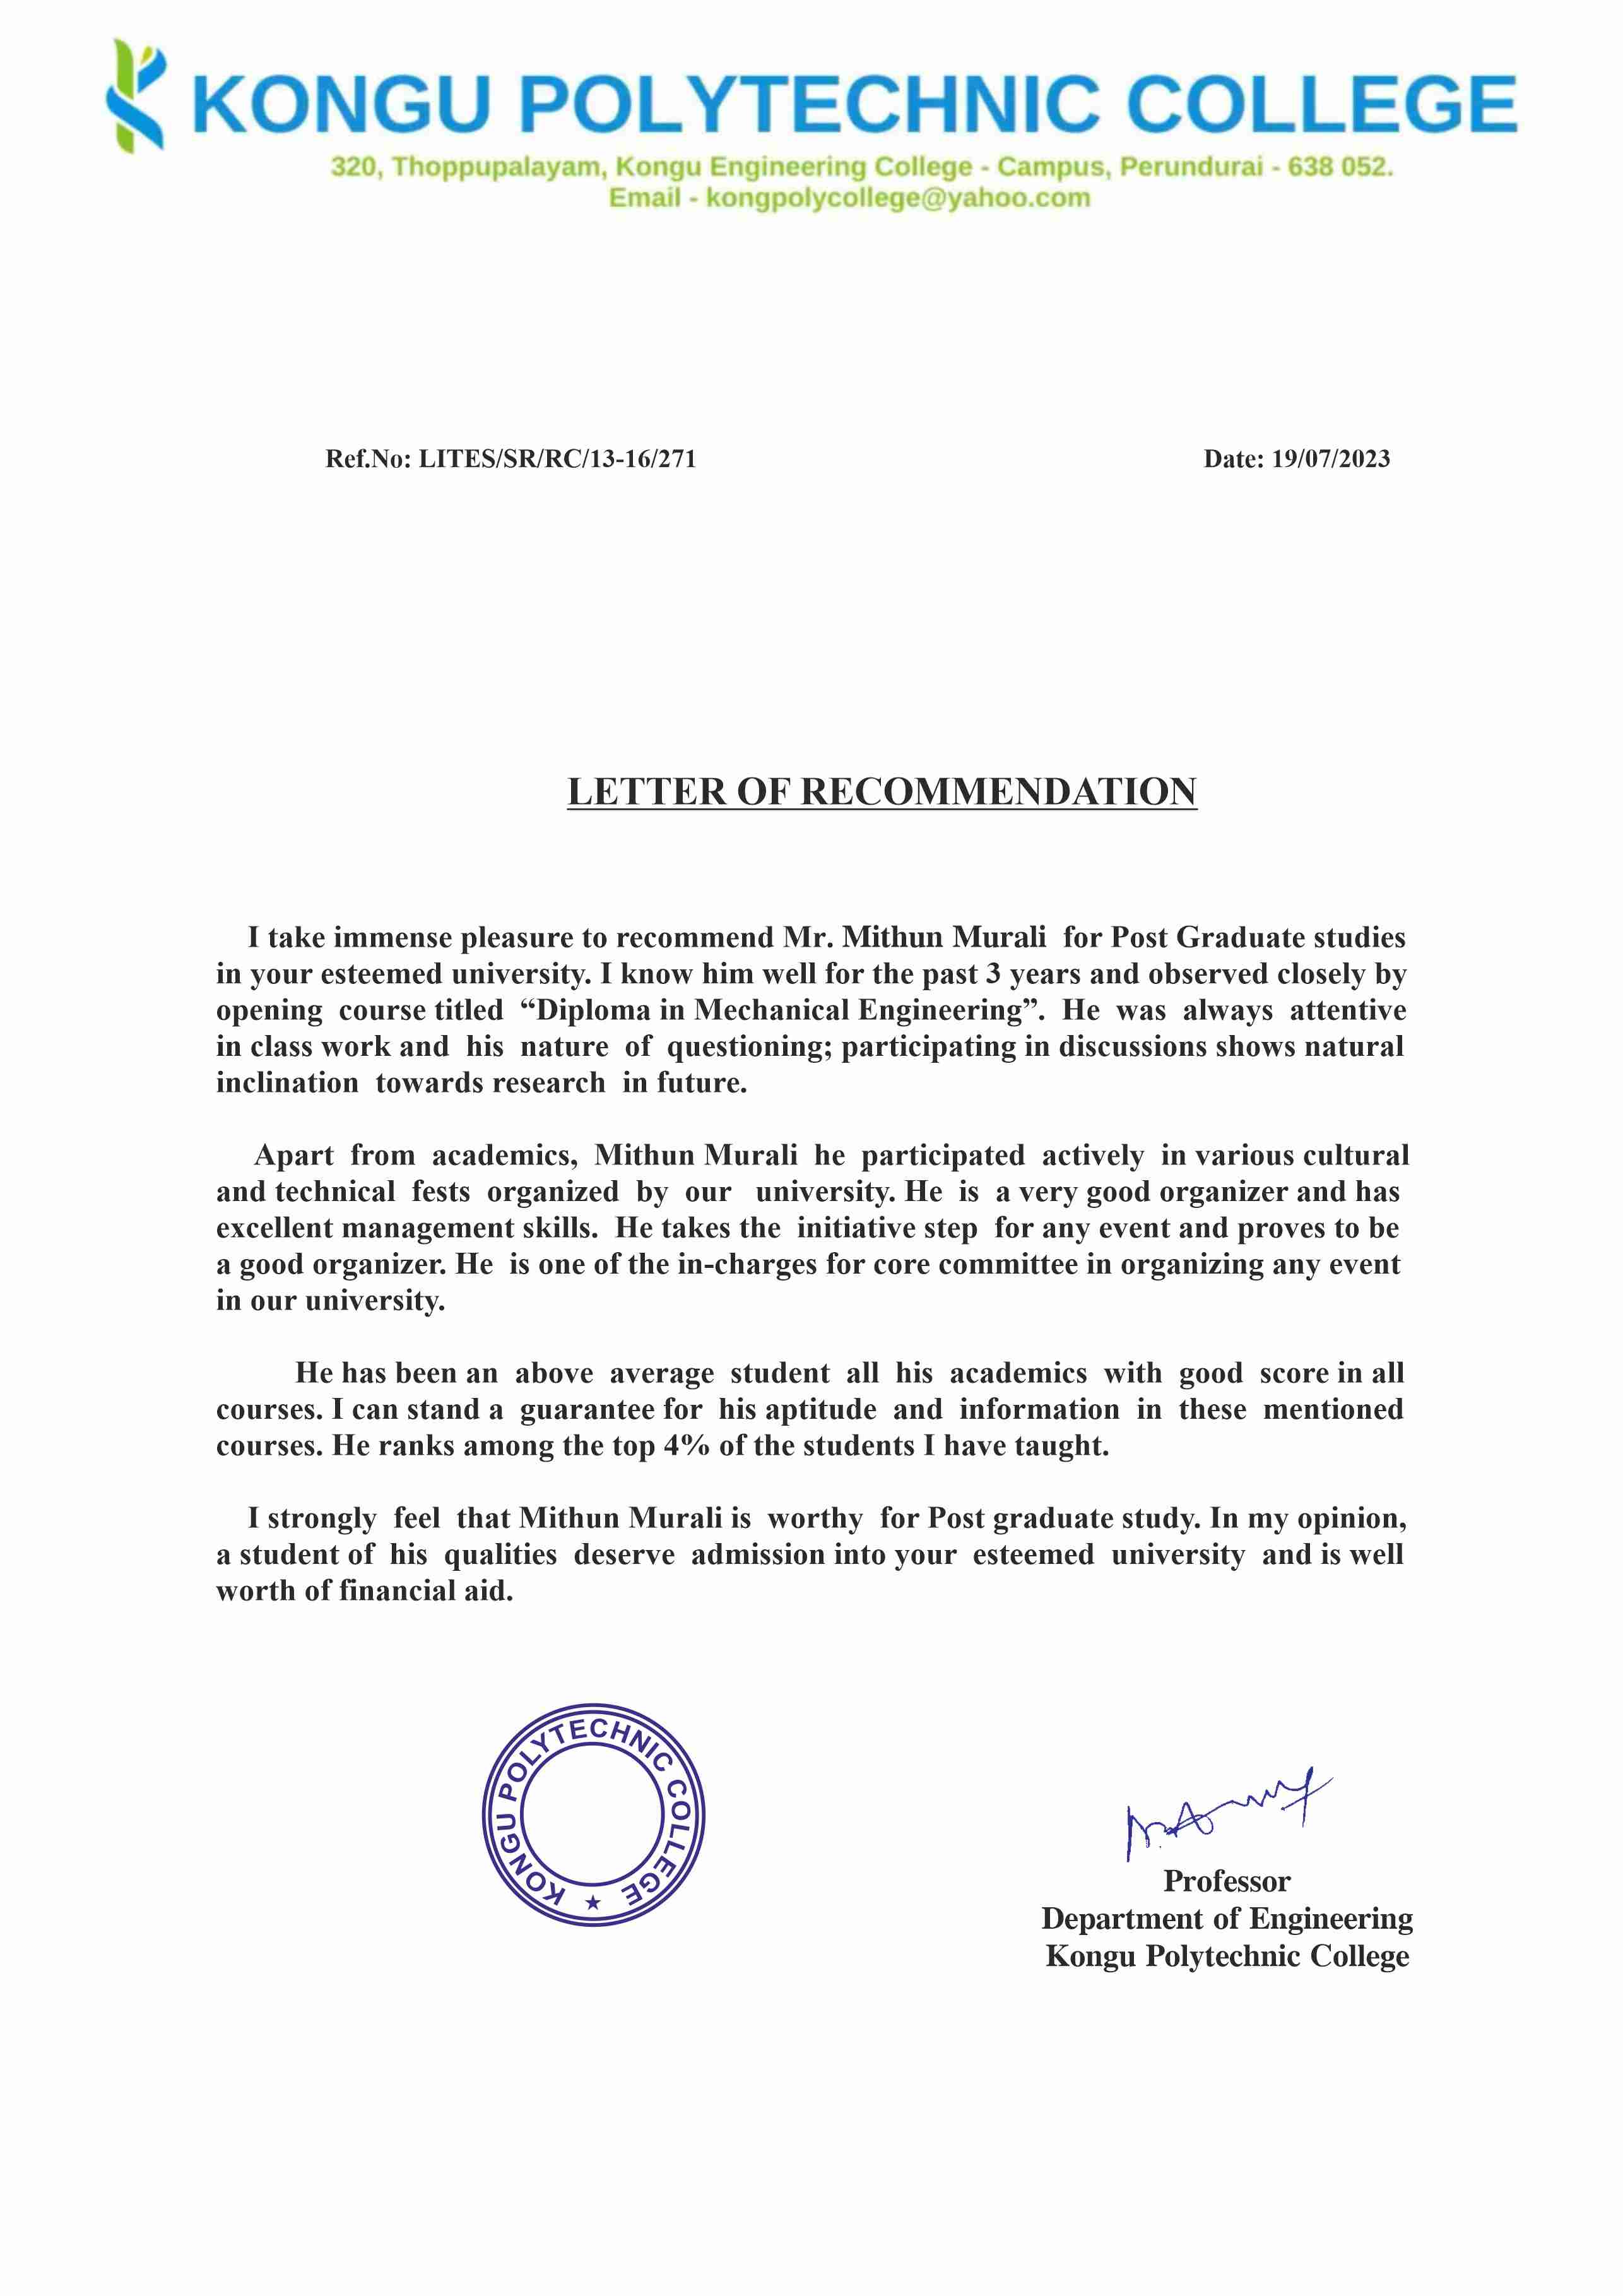 KONGU POLYTECHNIC COLLEGE
320, Thoppupalayam, Kongu Engineering College - Campus, Perundurai - 638 052.
Email - kongpolycollege@yahoo.com
Ref.No: LITES/SR/RC/13-16/271 Date: 19/07/2023
LETTER OF RECOMMENDATION
I take immense pleasure to recommend Mr. Mithun Murali for Post Graduate studies
in your esteemed university. I know him well for the past 3 years and observed closely by
opening course titled “Diploma in Mechanical Engineering”. He was always attentive
in class work and his nature of questioning; participating in discussions shows natural
inclination towards research in future.
Apart from academics, Mithun Murali he participated actively in various cultural
and technical fests organized by our university. He is a very good organizer and has
excellent management skills. He takes the initiative step for any event and proves to be
a good organizer. He is one of the in-charges for core committee in organizing any event
in our university.
He has been an above average student all his academics with good score in all
courses. I can stand a guarantee for his aptitude and information in these mentioned
courses. He ranks among the top 4% of the students I have taught.
I strongly feel that Mithun Murali is worthy for Post graduate study. In my opinion,
a student of his qualities deserve admission into your esteemed university and is well
worth of financial aid.
KONGU POLYTECHNIC COLLEGE
Professor
Department of Engineering
Kongu Polytechnic College